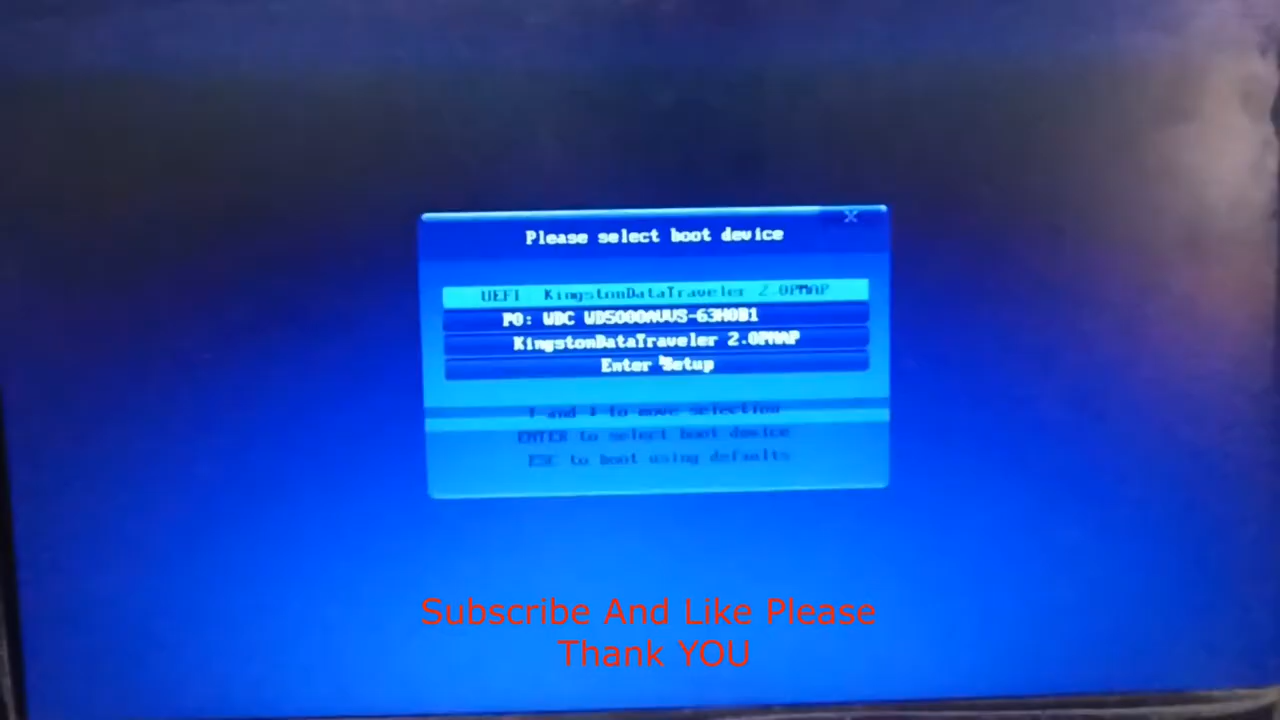 X
Please select boot device
UEFI KingstonDataTraveler 2.0PMAP
P0: WDC WD5000AVVS-63H0B1
KingstonDataTraveler 2.0PMAP
Enter Setup
↑ and ↓ to move selection
ENTER to select boot device
ESC to boot using defaults
Subscribe And Like Please
Thank YOU